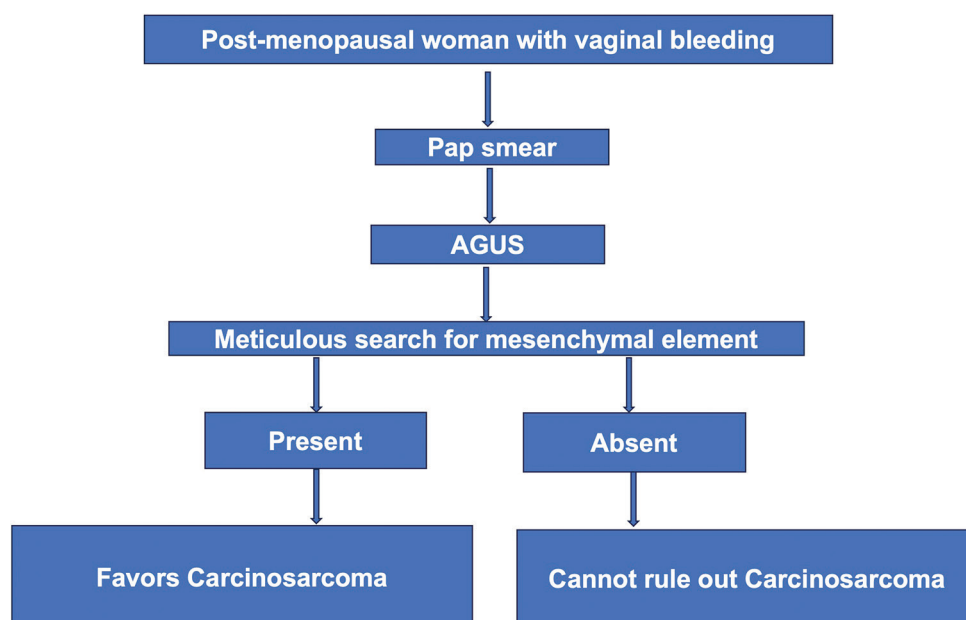 Post-menopausal woman with vaginal bleeding
Pap smear
AGUS
Meticulous search for mesenchymal element
Present
Absent
Favors Carcinosarcoma
Cannot rule out Carcinosarcoma